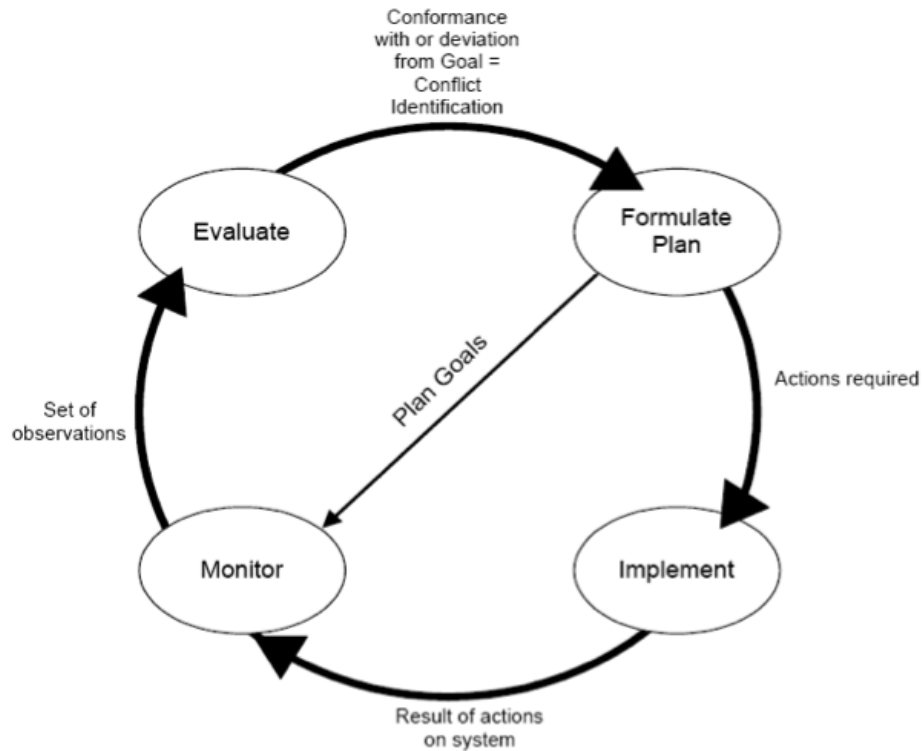 Conformance
with or deviation
from Goal =
Conflict
Identification
Evaluate
Formulate
Plan
Plan Goals
Actions required
Set of
observations
Monitor
Implement
Result of actions
on system